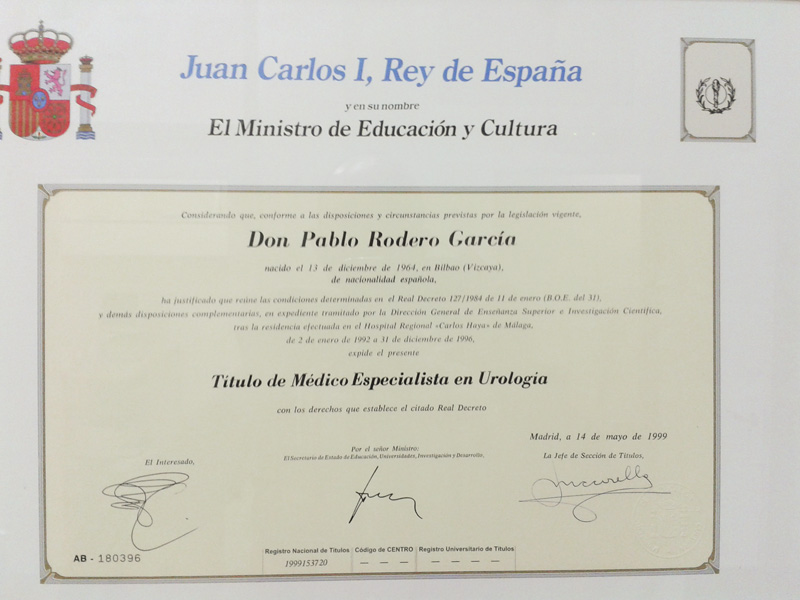 Juan Carlos I, Rey de España
y en su nombre
El Ministro de Educación y Cultura
Considerando que, conforme a las disposiciones y circunstancias previstas por la legislación vigente,
Don Pablo Rodero García
nacido el 13 de diciembre de 1964, en Bilbao (Vizcaya),
de nacionalidad española,
ha justificado que reúne las condiciones determinadas en el Real Decreto 127/1984 de 11 de enero (B.O.E. del 31),
y demás disposiciones complementarias, en expediente tramitado por la Dirección General de Enseñanza Superior e Investigación Científica,
tras la residencia efectuada en el Hospital Regional «Carlos Haya» de Málaga,
de 2 de enero de 1992 a 31 de diciembre de 1996,
expide el presente
Título de Médico Especialista en Urología
con los derechos que establece el citado Real Decreto
Madrid, a 14 de mayo de 1999
El Interesado,
Por el señor Ministro:
El Secretario de Estado de Educación, Universidades, Investigación y Desarrollo,
La Jefe de Sección de Títulos,
AB - 180396
Registro Nacional de Títulos Código de CENTRO Registro Universitario de Títulos
1999153720 — — — — — — —